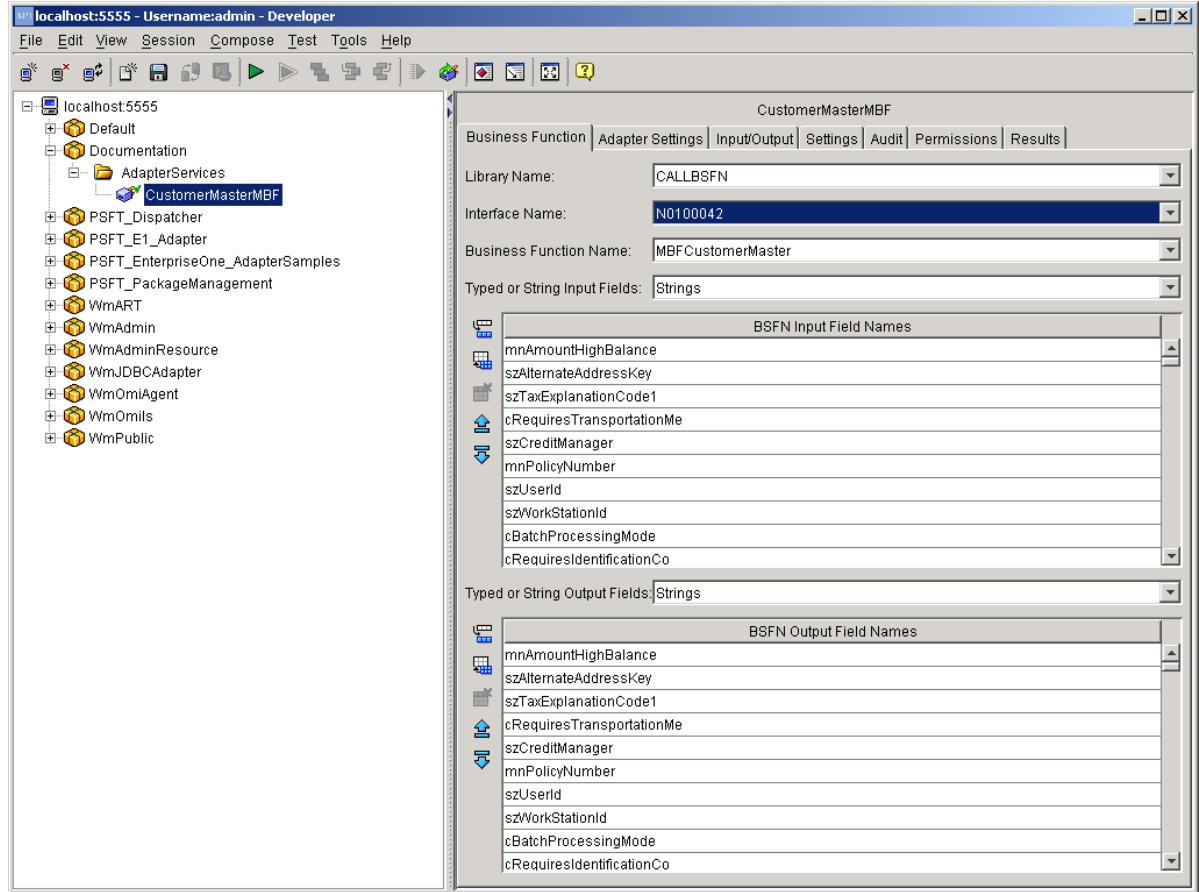 localhost:5555 - Username:admin - Developer
File Edit View Session Compose Test Tools Help
localhost:5555
Default
Documentation
AdapterServices
CustomerMasterMBF
PSFT_Dispatcher
PSFT_E1_Adapter
PSFT_EnterpriseOne_AdapterSamples
PSFT_PackageManagement
WmART
WmAdmin
WmAdminResource
WmJDBCAdapter
WmOmiAgent
WmOmils
WmPublic
CustomerMasterMBF
Business Function Adapter Settings Input/Output Settings Audit Permissions Results
Library Name: CALLBSFN
Interface Name: N0100042
Business Function Name: MBFCustomerMaster
Typed or String Input Fields: Strings
BSFN Input Field Names
mnAmountHighBalance
szAlternateAddressKey
szTaxExplanationCode1
cRequiresTransportationMe
szCreditManager
mnPolicyNumber
szUserId
szWorkStationId
cBatchProcessingMode
cRequiresIdentificationCo
Typed or String Output Fields: Strings
BSFN Output Field Names
mnAmountHighBalance
szAlternateAddressKey
szTaxExplanationCode1
cRequiresTransportationMe
szCreditManager
mnPolicyNumber
szUserId
szWorkStationId
cBatchProcessingMode
cRequiresIdentificationCo